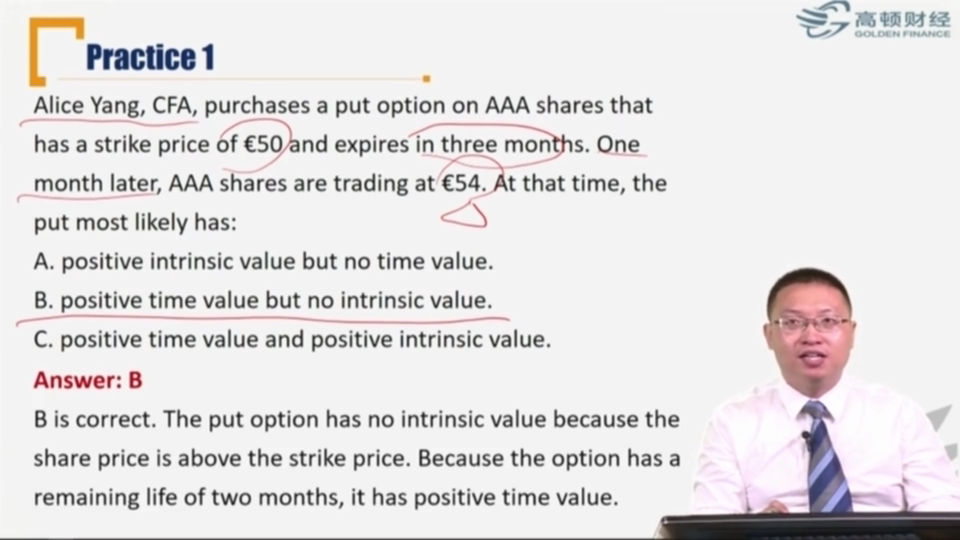 高顿财经
GOLDEN FINANCE
Practice 1
Alice Yang, CFA, purchases a put option on AAA shares that
has a strike price of €50 and expires in three months. One
month later, AAA shares are trading at €54. At that time, the
put most likely has:
A. positive intrinsic value but no time value.
B. positive time value but no intrinsic value.
C. positive time value and positive intrinsic value.
Answer: B
B is correct. The put option has no intrinsic value because the
share price is above the strike price. Because the option has a
remaining life of two months, it has positive time value.